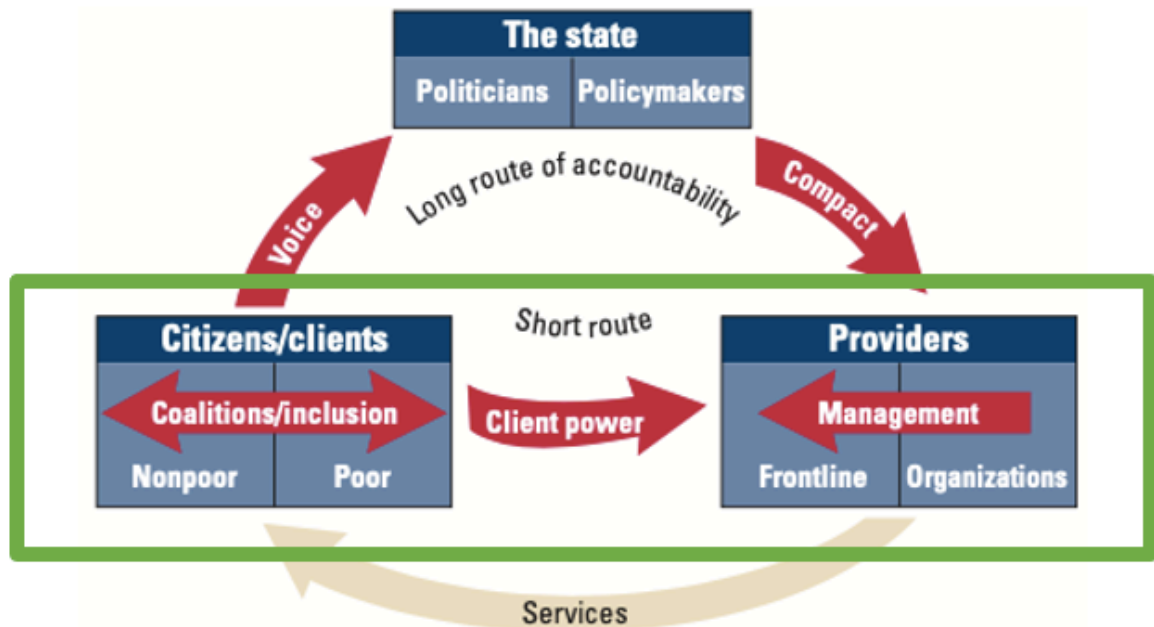 The state
Politicians
Policymakers
Long route of accountability
Voice
Compact
Short route
Citizens/clients
Providers
Coalitions/inclusion
Client power
Management
Nonpoor
Poor
Frontline
Organizations
Services